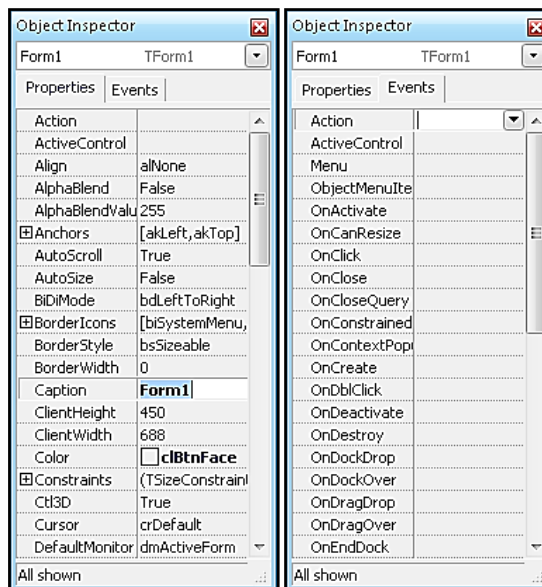 Object Inspector
Form1 TForm1
Properties Events
Action
ActiveControl
Align alNone
AlphaBlend False
AlphaBlendValu 255
Anchors [akLeft,akTop]
AutoScroll True
AutoSize False
BiDiMode bdLeftToRight
BorderIcons [biSystemMenu,
BorderStyle bsSizeable
BorderWidth 0
Caption Form1
ClientHeight 450
ClientWidth 688
Color clBtnFace
Constraints (TSizeConstraint
Ctl3D True
Cursor crDefault
DefaultMonitor dmActiveForm
All shown
Object Inspector
Form1 TForm1
Properties Events
Action
ActiveControl
Menu
ObjectMenuIte
OnActivate
OnCanResize
OnClick
OnClose
OnCloseQuery
OnConstrained
OnContextPopu
OnCreate
OnDblClick
OnDeactivate
OnDestroy
OnDockDrop
OnDockOver
OnDragDrop
OnDragOver
OnEndDock
All shown